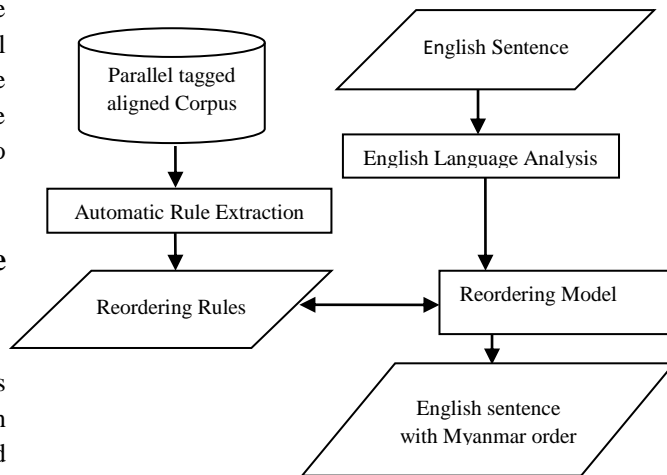 English Sentence
Parallel tagged
aligned Corpus
English Language Analysis
Automatic Rule Extraction
Reordering Rules
Reordering Model
English sentence
with Myanmar order